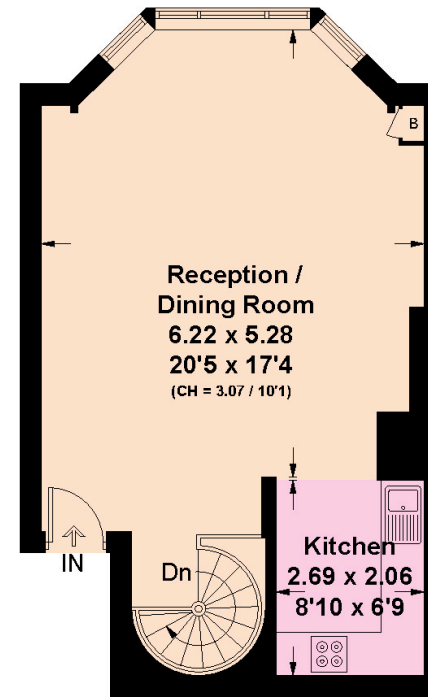 B
Reception /
Dining Room
6.22 x 5.28
20'5 x 17'4
(CH = 3.07 / 10'1)
IN
Dn
Kitchen
2.69 x 2.06
8'10 x 6'9